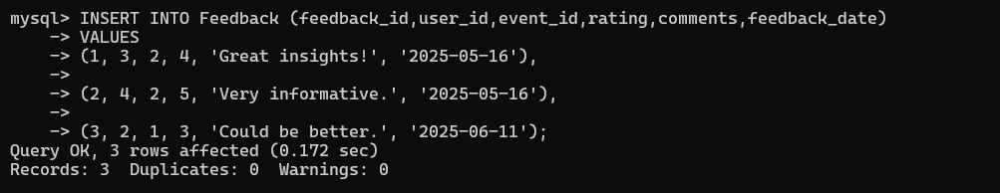 mysql> INSERT INTO Feedback (feedback_id,user_id,event_id,rating,comments,feedback_date)
    -> VALUES
    -> (1, 3, 2, 4, 'Great insights!', '2025-05-16'),
    ->
    -> (2, 4, 2, 5, 'Very informative.', '2025-05-16'),
    ->
    -> (3, 2, 1, 3, 'Could be better.', '2025-06-11');
Query OK, 3 rows affected (0.172 sec)
Records: 3  Duplicates: 0  Warnings: 0